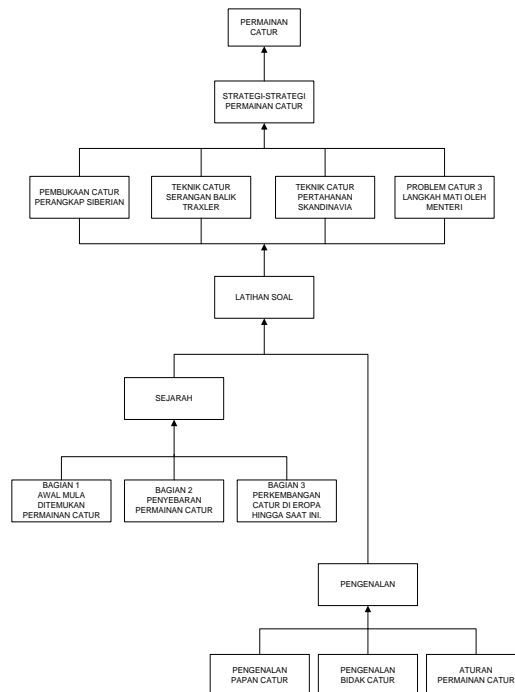 PERMAINAN
CATUR
STRATEGI-STRATEGI
PERMAINAN CATUR
PEMBUKAAN CATUR
PERANGKAP SIBERIAN
TEKNIK CATUR
SERANGAN BALIK
TRAXLER
TEKNIK CATUR
PERTAHANAN
SKANDINAVIA
PROBLEM CATUR 3
LANGKAH MATI OLEH
MENTERI
LATIHAN SOAL
SEJARAH
BAGIAN 1
AWAL MULA
DITEMUKAN
PERMAINAN CATUR
BAGIAN 2
PENYEBARAN
PERMAINAN CATUR
BAGIAN 3
PERKEMBANGAN
CATUR DI EROPA
HINGGA SAAT INI.
PENGENALAN
PENGENALAN
PAPAN CATUR
PENGENALAN
BIDAK CATUR
ATURAN
PERMAINAN CATUR